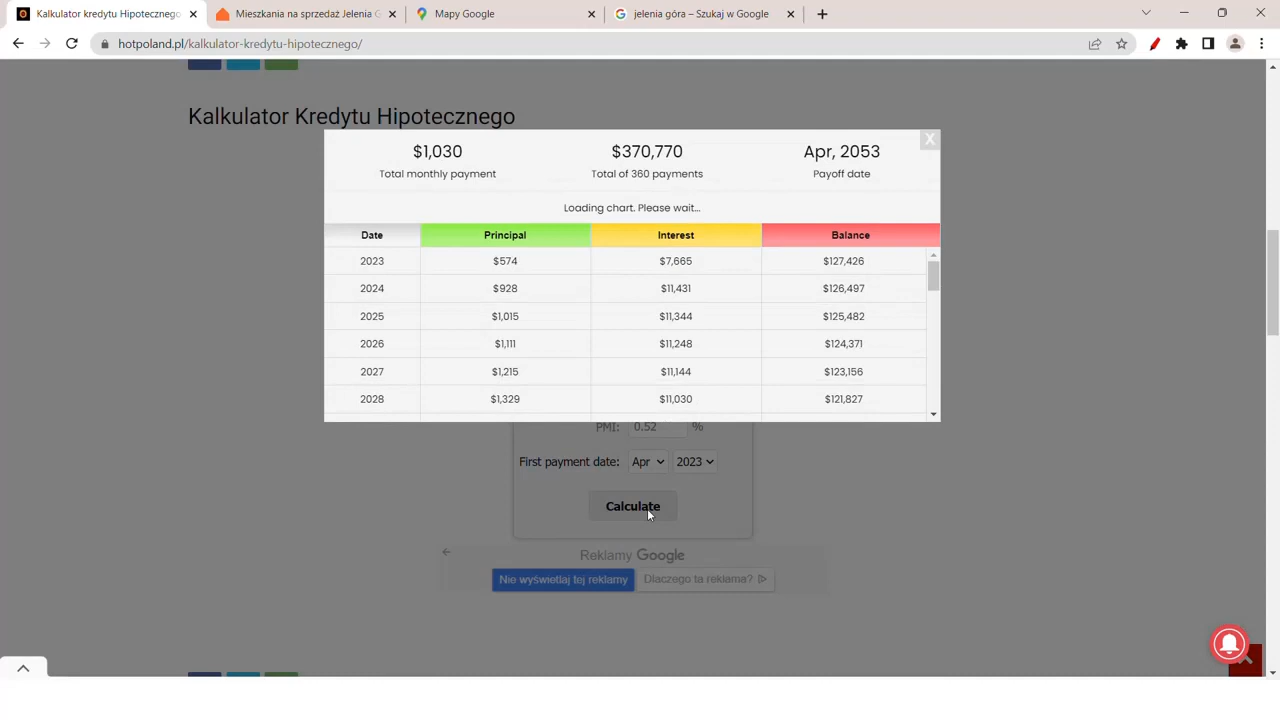 Kalkulator kredytu Hipotecznego
Mieszkania na sprzedaż Jelenia G
Mapy Google
jelenia góra – Szukaj w Google
hotpoland.pl/kalkulator-kredytu-hipotecznego/
Kalkulator Kredytu Hipotecznego
X
$1,030 $370,770 Apr, 2053
Total monthly payment Total of 360 payments Payoff date
Loading chart. Please wait...
Date Principal Interest Balance
2023 $574 $7,665 $127,426
2024 $928 $11,431 $126,497
2025 $1,015 $11,344 $125,482
2026 $1,111 $11,248 $124,371
2027 $1,215 $11,144 $123,156
2028 $1,329 $11,030 $121,827
PMI: 0.52 %
First payment date: Apr 2023
Calculate
Reklamy Google
Nie wyświetlaj tej reklamy Dlaczego ta reklama?